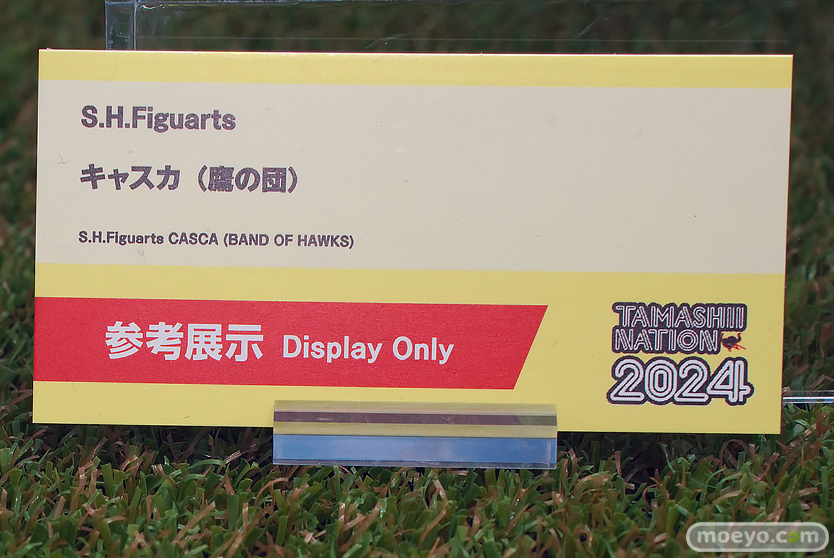 S.H.Figuarts
キャスカ（鷹の団）
S.H.Figuarts CASCA (BAND OF HAWKS)
参考展示 Display Only
TAMASHII
NATION
2024
moeyo.com